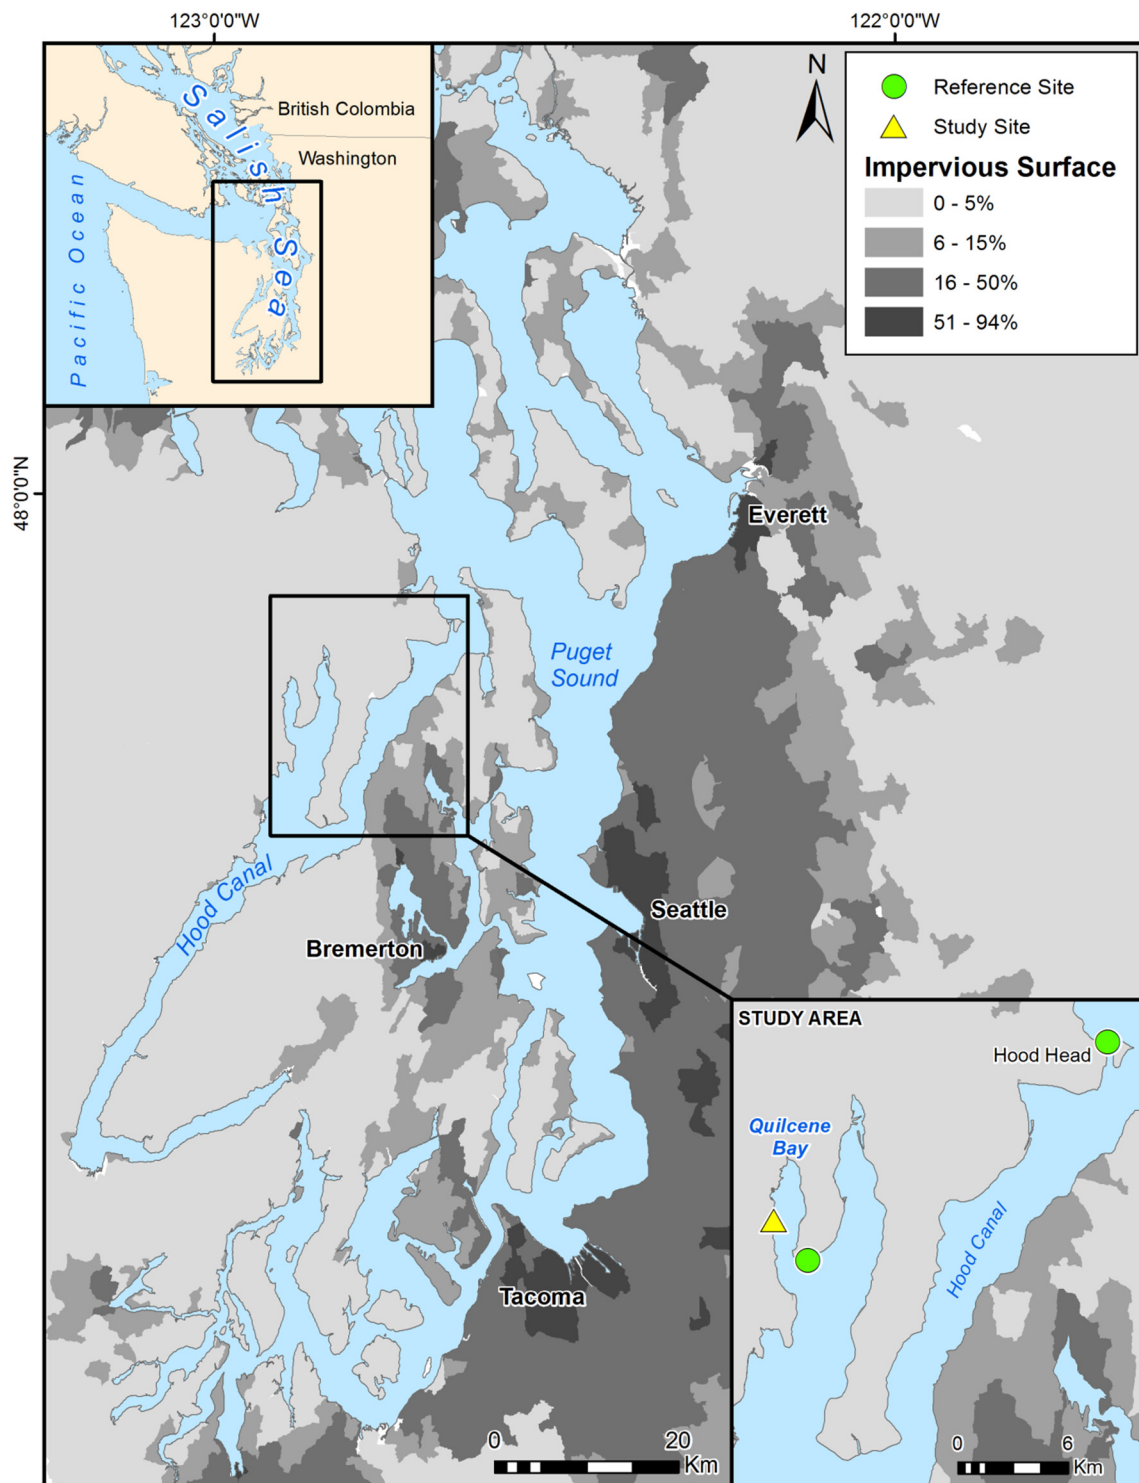 123°0'0"W
122°0'0"W
48°0'0"N
Salish Sea
British Colombia
Washington
Pacific Ocean
N
Reference Site
Study Site
Impervious Surface
0 - 5%
6 - 15%
16 - 50%
51 - 94%
Everett
Puget
Sound
Hood Canal
Seattle
Bremerton
Tacoma
0 20
Km
STUDY AREA
Hood Head
Quilcene
Bay
Hood Canal
0 6
Km